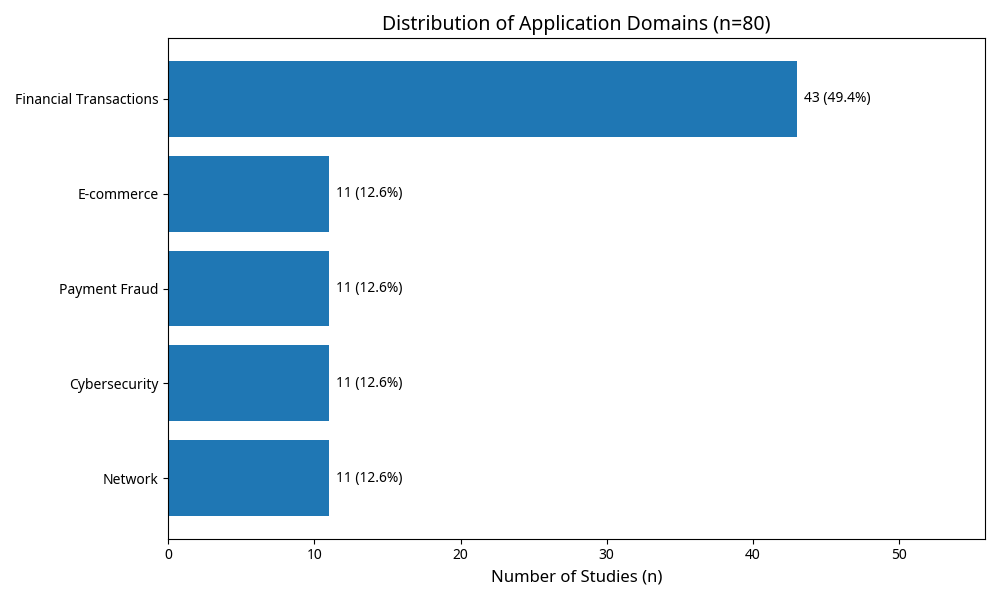 Distribution of Application Domains (n=80)
Financial Transactions
43 (49.4%)
E-commerce
11 (12.6%)
Payment Fraud
11 (12.6%)
Cybersecurity
11 (12.6%)
Network
11 (12.6%)
0 10 20 30 40 50
Number of Studies (n)